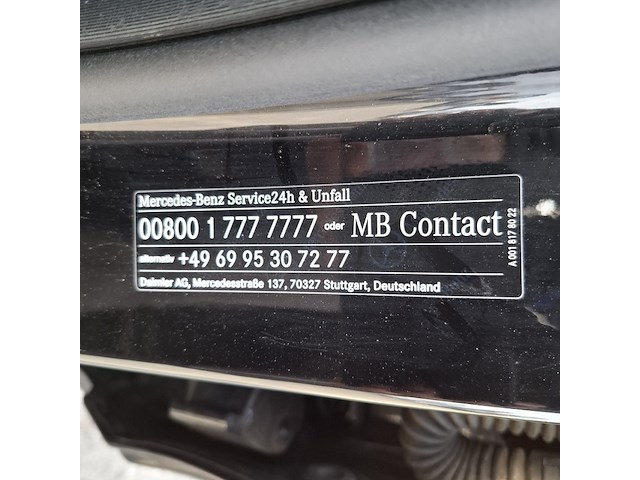 Mercedes-Benz Service24h & Unfall
00800 1 777 7777 oder MB Contact
alternativ +49 69 95 30 72 77
Daimler AG, Mercedesstraße 137, 70327 Stuttgart, Deutschland
A 001 817 80 22